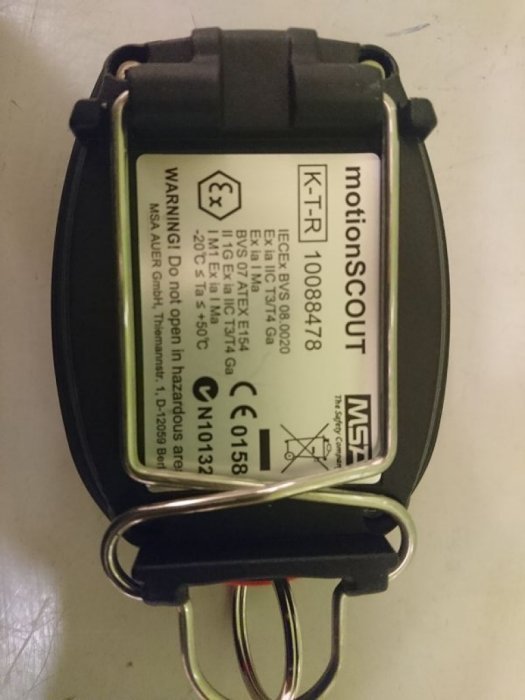 motionSCOUT
MSA
The Safety Company
K-T-R 10088478
IECEx BVS 08.0020
Ex ia IIC T3/T4 Ga
Ex ia I Ma
BVS 07 ATEX E154
II 1G Ex ia IIC T3/T4 Ga
I M1 Ex ia I Ma
-20°C ≤ Ta ≤ +50°C
Ex
CE 0158
N10132
WARNING! Do not open in hazardous are
MSA AUER GmbH, Thiemannstr. 1, D-12059 Berl